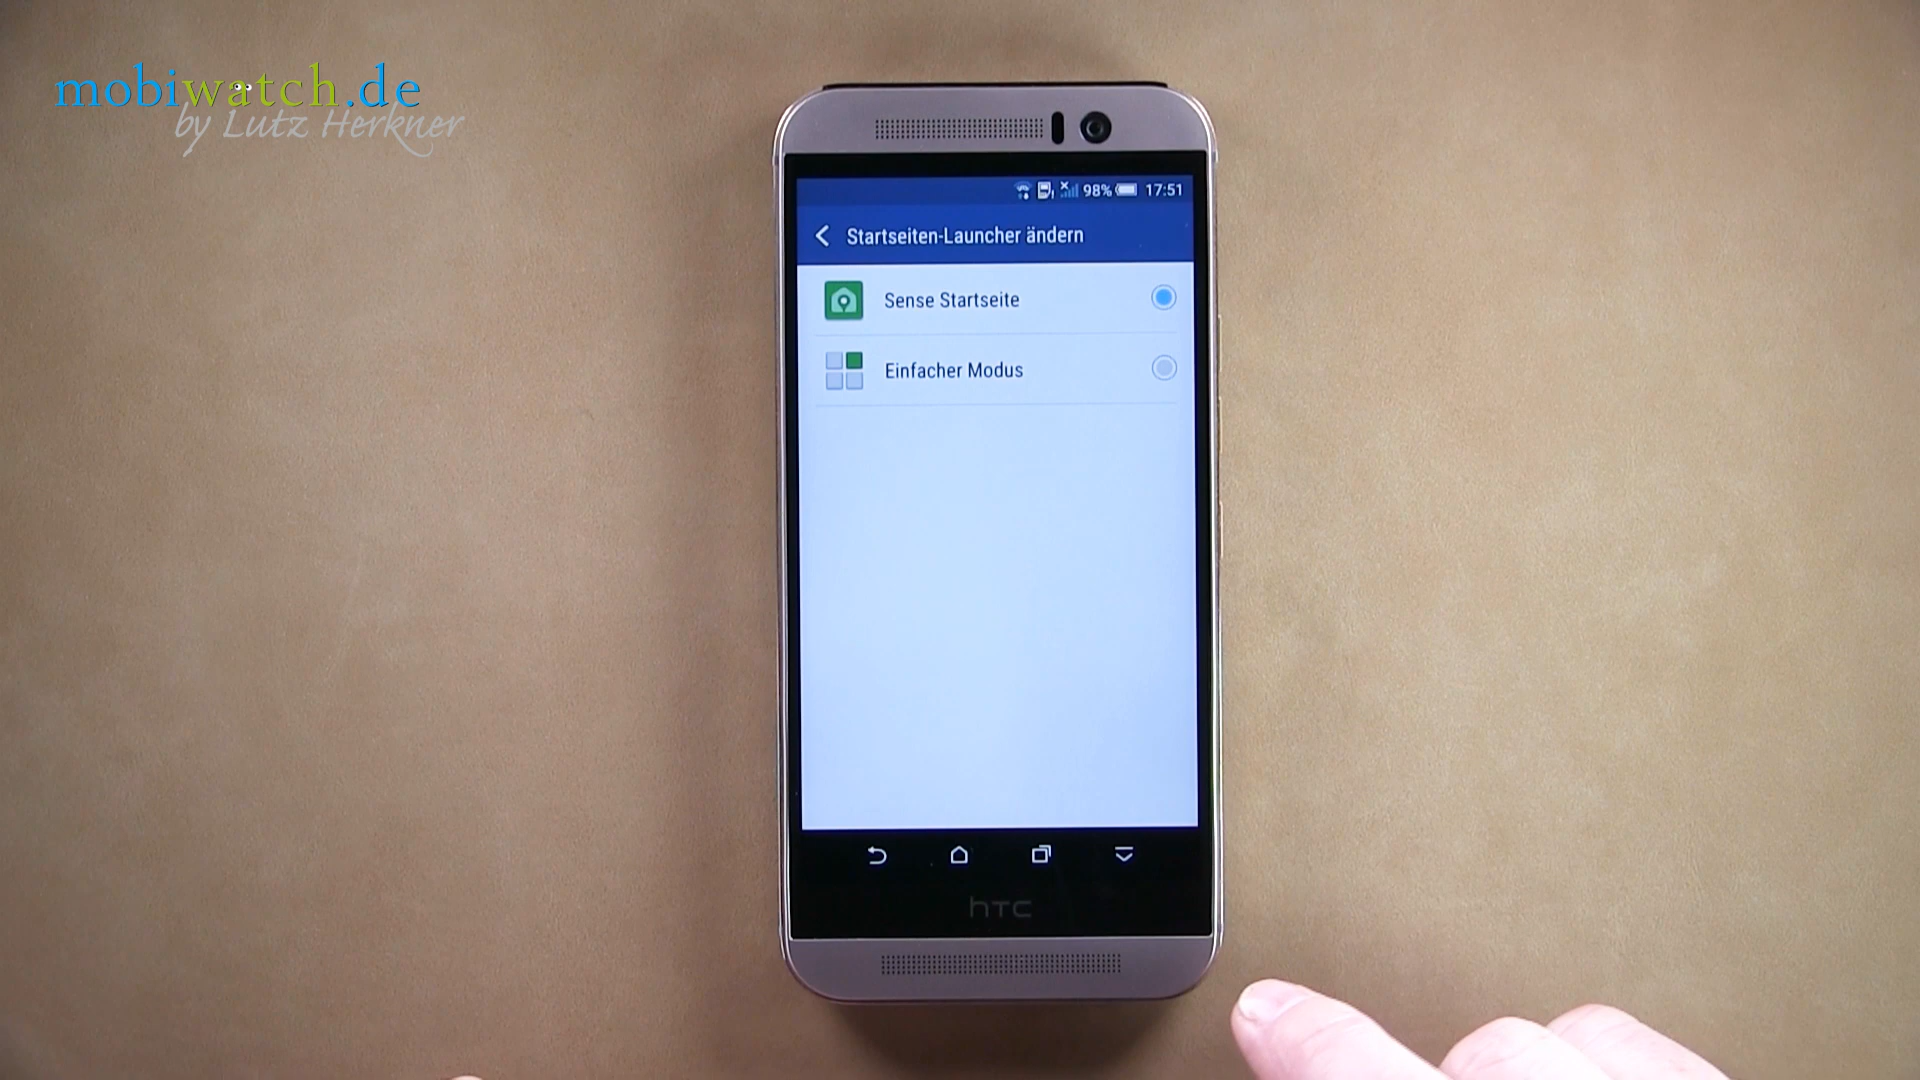 mobiwatch.de
by Lutz Herkner
98% 17:51
Startseiten-Launcher ändern
Sense Startseite
Einfacher Modus
hTC